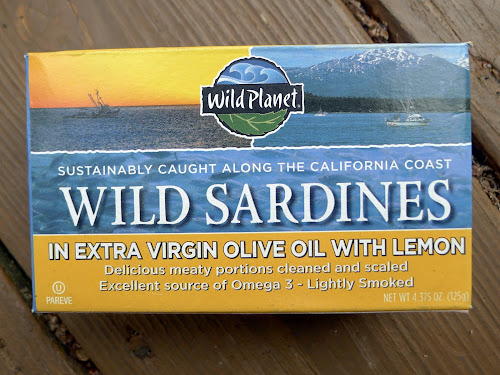 Wild Planet®
SUSTAINABLY CAUGHT ALONG THE CALIFORNIA COAST
WILD SARDINES
IN EXTRA VIRGIN OLIVE OIL WITH LEMON
Delicious meaty portions cleaned and scaled
Excellent source of Omega 3 - Lightly Smoked
U
PAREVE
NET WT 4.375 OZ. (125g)